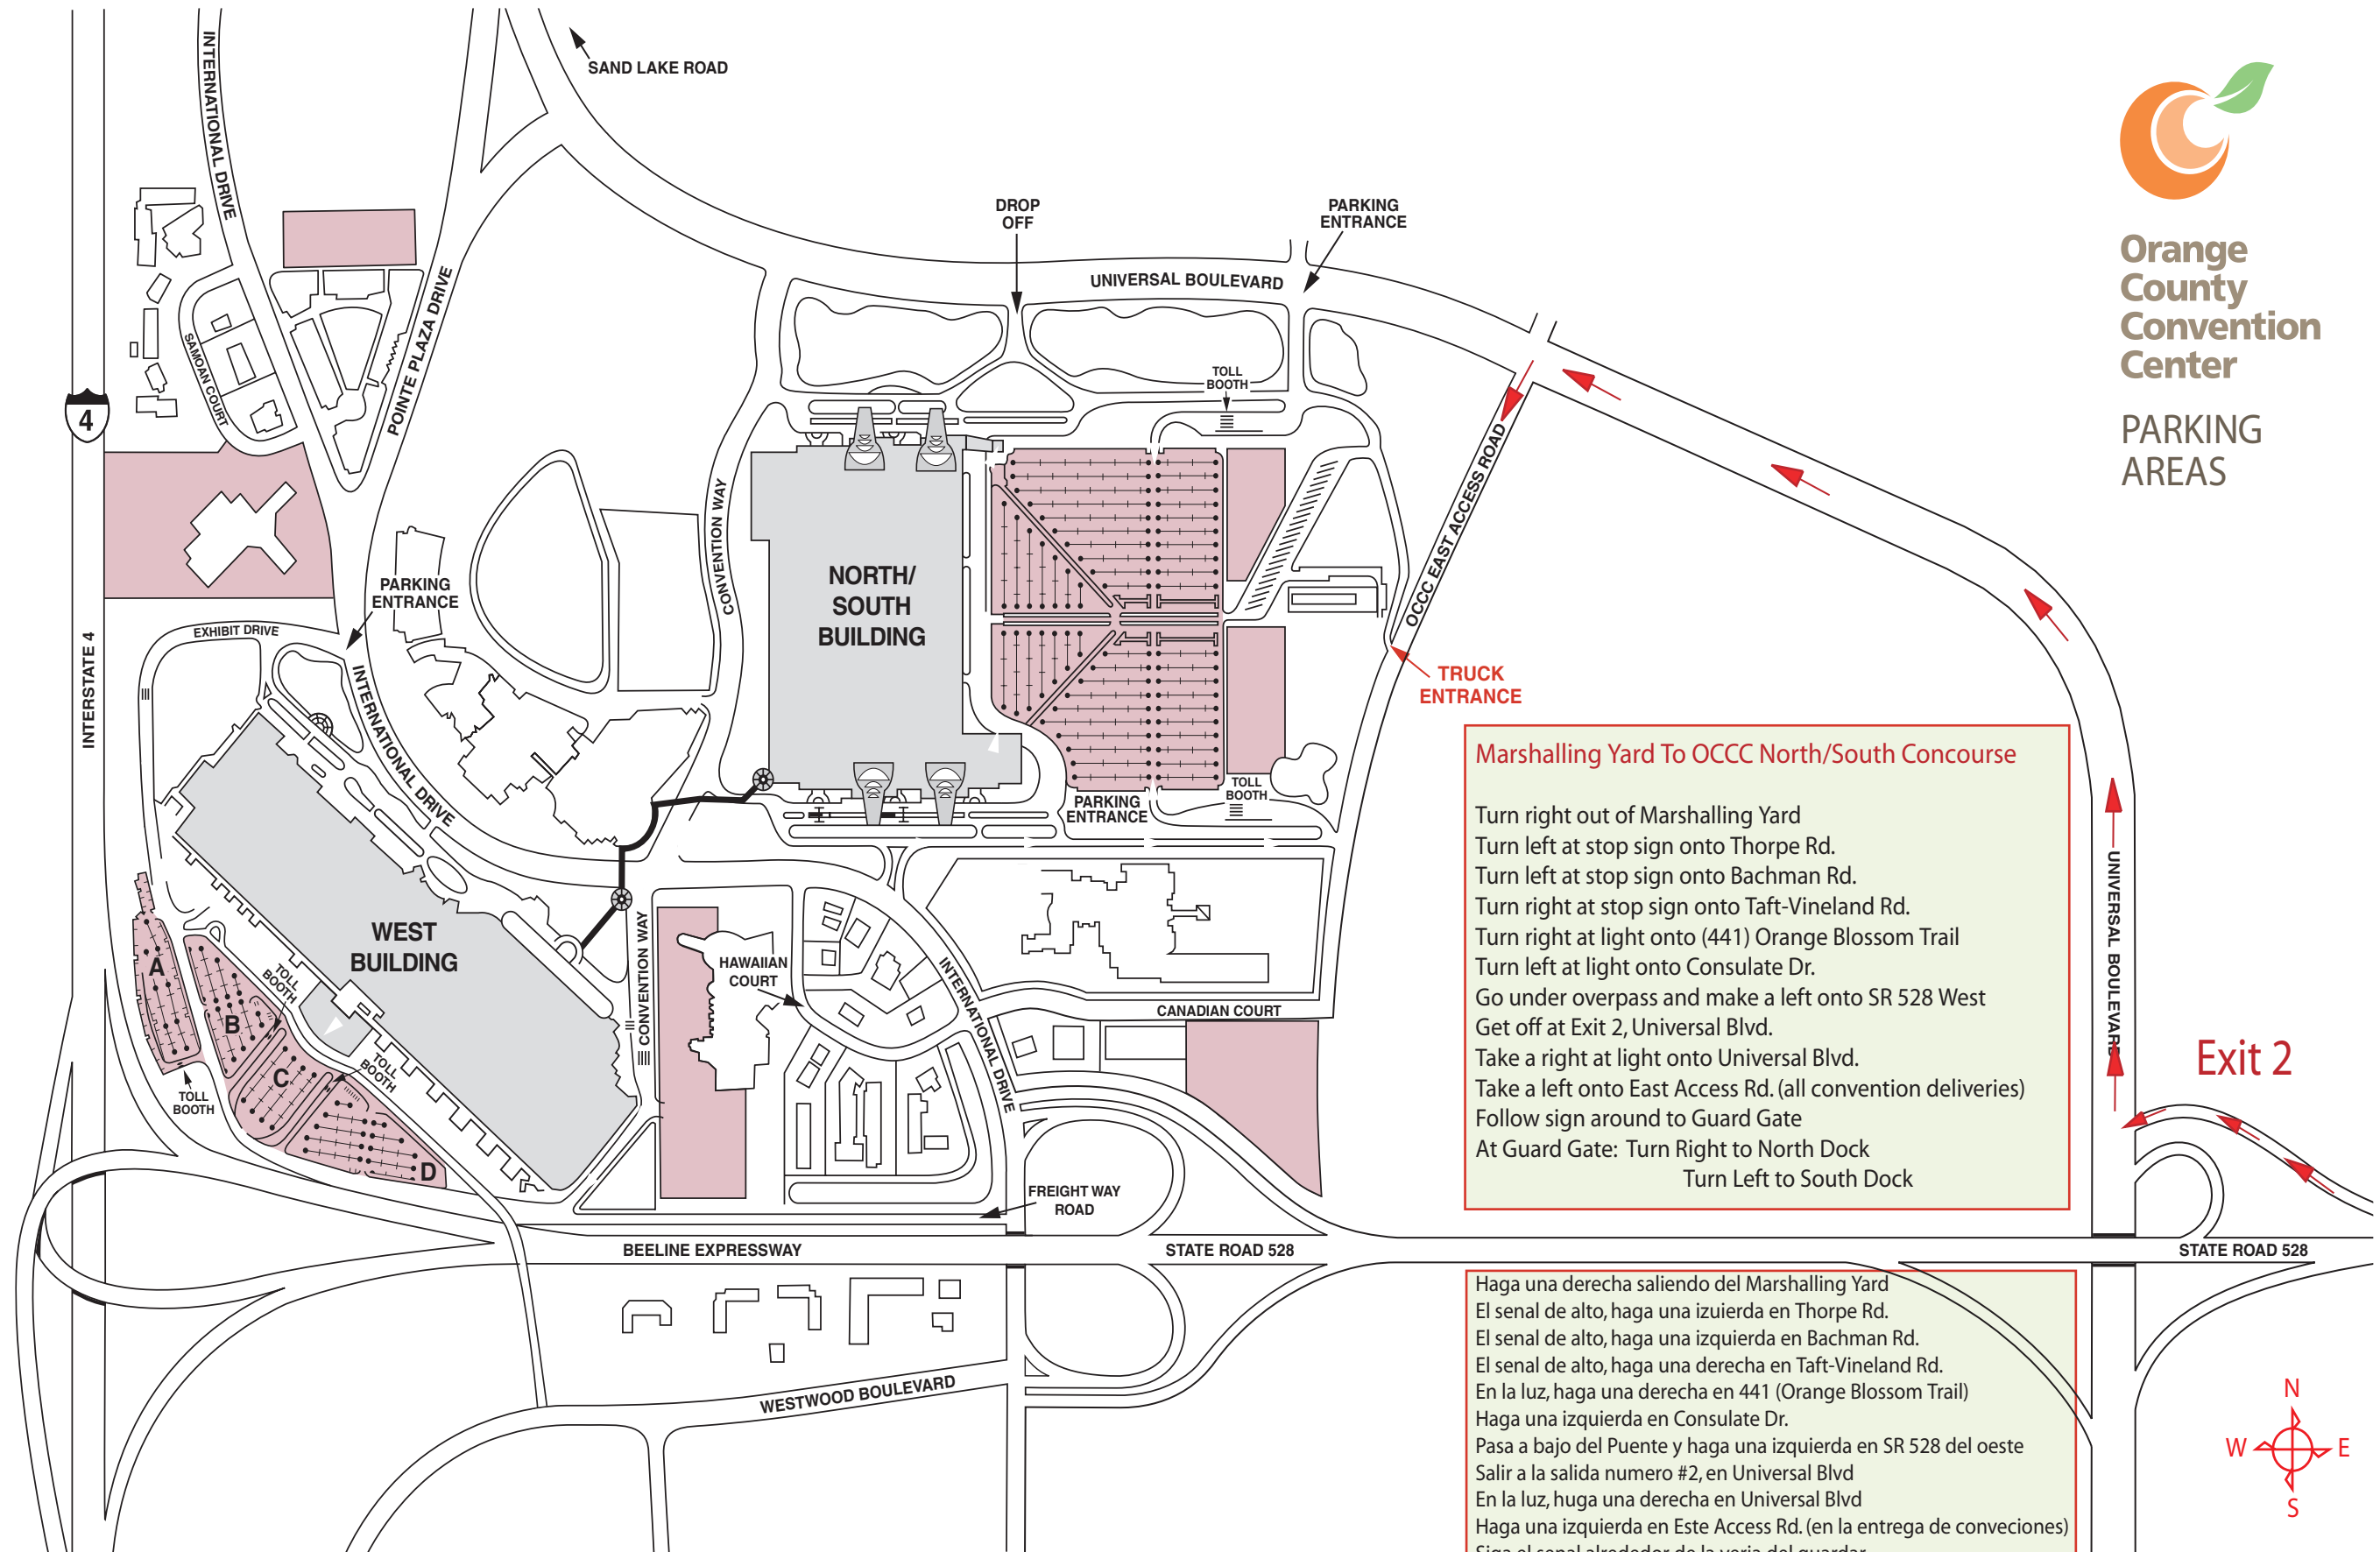 SAND LAKE ROAD
INTERNATIONAL DRIVE
DROP
OFF
PARKING
ENTRANCE
UNIVERSAL BOULEVARD
Orange
County
Convention
Center
PARKING
AREAS
POINTE PLAZA DRIVE
SAMOAN COURT
TOLL
BOOTH
4
OCCC EAST ACCESS ROAD
CONVENTION WAY
NORTH/
SOUTH
BUILDING
PARKING
ENTRANCE
EXHIBIT DRIVE
INTERSTATE 4
INTERNATIONAL DRIVE
TRUCK
ENTRANCE
TOLL
BOOTH
PARKING
ENTRANCE
Marshalling Yard To OCCC North/South Concourse
Turn right out of Marshalling Yard
Turn left at stop sign onto Thorpe Rd.
Turn left at stop sign onto Bachman Rd.
Turn right at stop sign onto Taft-Vineland Rd.
Turn right at light onto (441) Orange Blossom Trail
Turn left at light onto Consulate Dr.
Go under overpass and make a left onto SR 528 West
Get off at Exit 2, Universal Blvd.
Take a right at light onto Universal Blvd.
Take a left onto East Access Rd. (all convention deliveries)
Follow sign around to Guard Gate
At Guard Gate: Turn Right to North Dock
Turn Left to South Dock
UNIVERSAL BOULEVARD
Exit 2
WEST
BUILDING
A
B
C
D
TOLL
BOOTH
TOLL
BOOTH
TOLL
BOOTH
CONVENTION WAY
HAWAIIAN
COURT
INTERNATIONAL DRIVE
CANADIAN COURT
FREIGHT WAY
ROAD
BEELINE EXPRESSWAY
STATE ROAD 528
STATE ROAD 528
WESTWOOD BOULEVARD
Haga una derecha saliendo del Marshalling Yard
El senal de alto, haga una izuierda en Thorpe Rd.
El senal de alto, haga una izquierda en Bachman Rd.
El senal de alto, haga una derecha en Taft-Vineland Rd.
En la luz, haga una derecha en 441 (Orange Blossom Trail)
Haga una izquierda en Consulate Dr.
Pasa a bajo del Puente y haga una izquierda en SR 528 del oeste
Salir a la salida numero #2, en Universal Blvd
En la luz, huga una derecha en Universal Blvd
Haga una izquierda en Este Access Rd. (en la entrega de conveciones)
N
W E
S